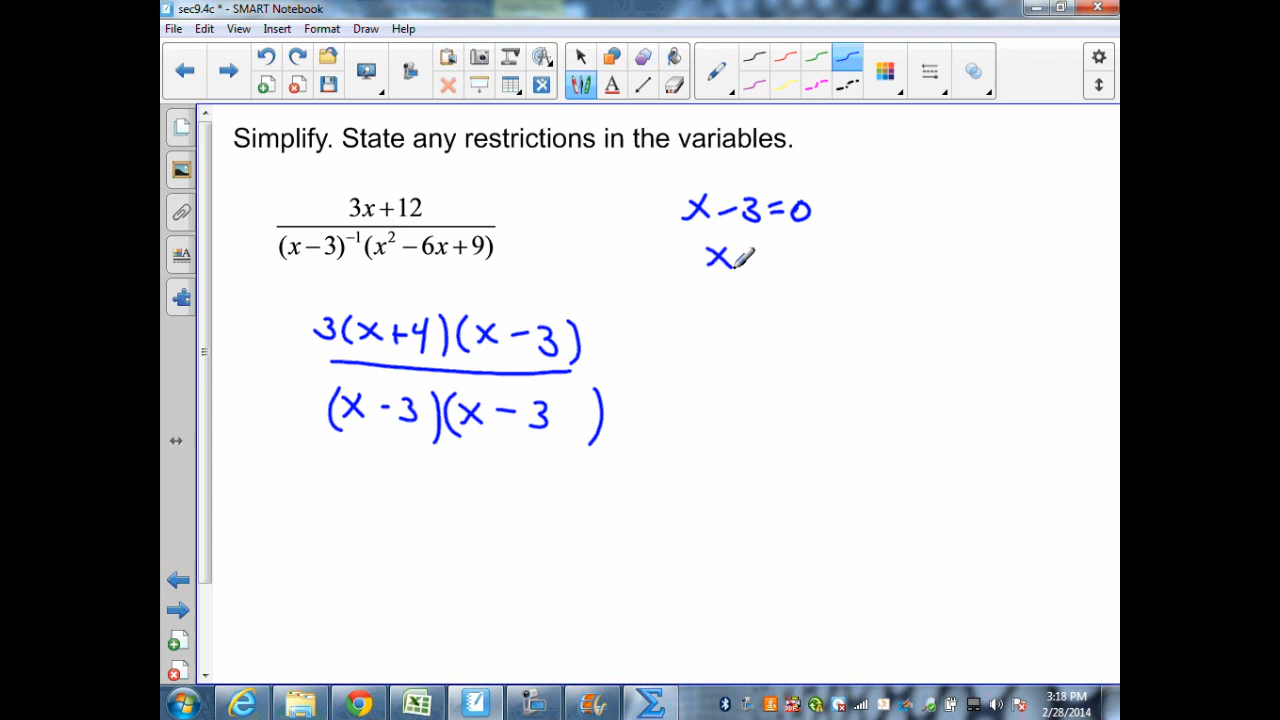 sec9.4c * - SMART Notebook
File Edit View Insert Format Draw Help
Simplify. State any restrictions in the variables.
3x+12
(x−3)⁻¹(x² −6x+9)
x−3=0
x
3(x+4)(x−3)
(x-3)(x−3 )
3:18 PM
2/28/2014